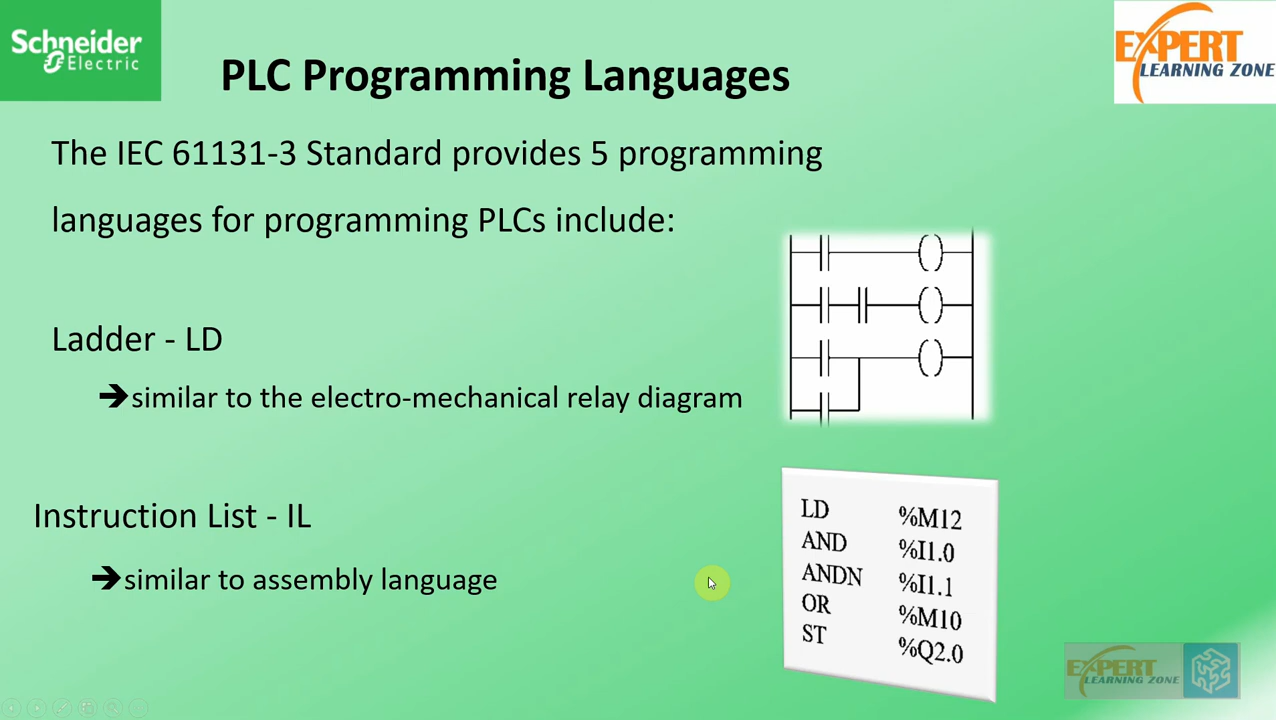 Schneider
Electric
EXPERT
LEARNING ZONE
PLC Programming Languages
The IEC 61131-3 Standard provides 5 programming
languages for programming PLCs include:
Ladder - LD
➔similar to the electro-mechanical relay diagram
Instruction List - IL
➔similar to assembly language
LD %M12
AND %I1.0
ANDN %I1.1
OR %M10
ST %Q2.0
EXPERT
LEARNING ZONE